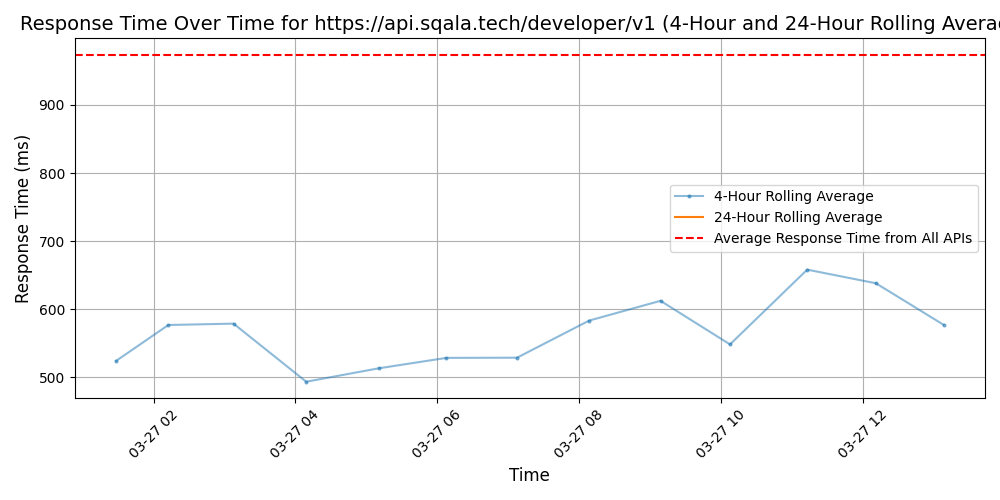 Response Time Over Time for https://api.sqala.tech/developer/v1 (4-Hour and 24-Hour Rolling Averag
Response Time (ms)
900
800
700
600
500
4-Hour Rolling Average
24-Hour Rolling Average
Average Response Time from All APIs
03-27 02
03-27 04
03-27 06
03-27 08
03-27 10
03-27 12
Time